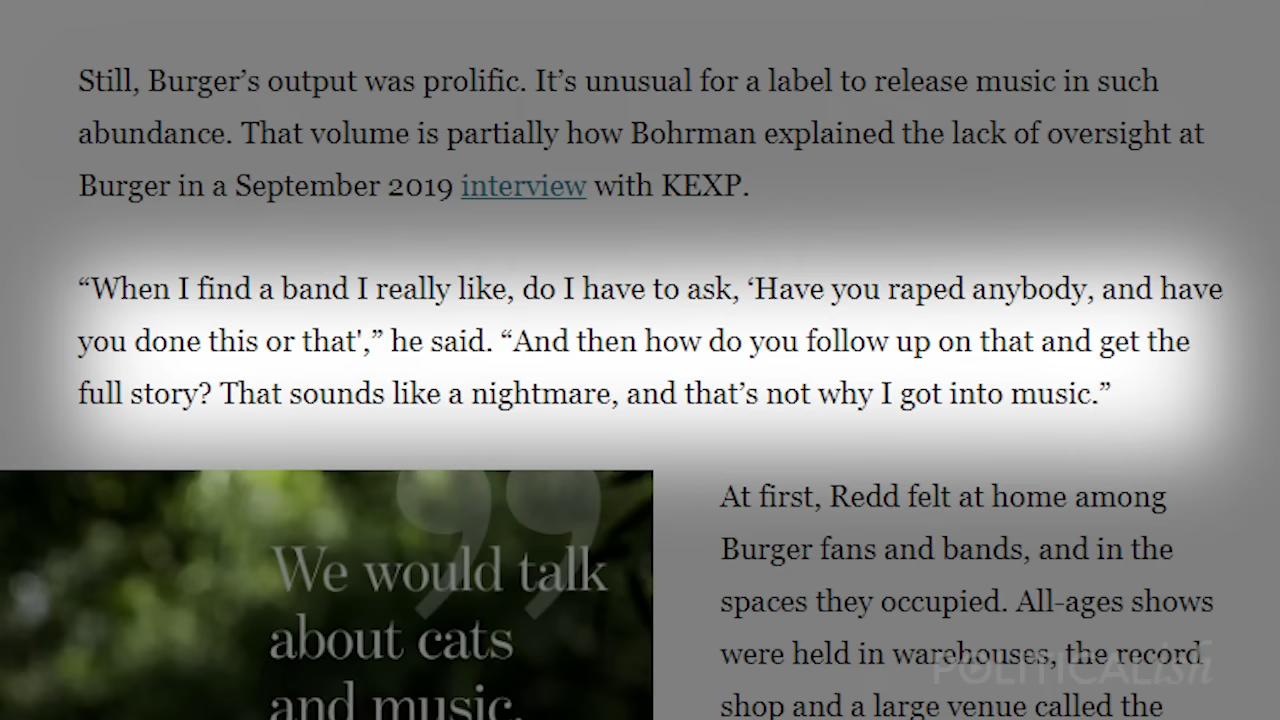 Still, Burger’s output was prolific. It’s unusual for a label to release music in such
abundance. That volume is partially how Bohrman explained the lack of oversight at
Burger in a September 2019 interview with KEXP.
“When I find a band I really like, do I have to ask, ‘Have you raped anybody, and have
you done this or that',” he said. “And then how do you follow up on that and get the
full story? That sounds like a nightmare, and that’s not why I got into music.”
”
We would talk
about cats
and music.
At first, Redd felt at home among
Burger fans and bands, and in the
spaces they occupied. All-ages shows
were held in warehouses, the record
shop and a large venue called the
POLITICALish